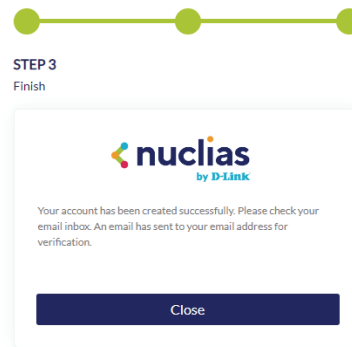 STEP 3
Finish
nuclias
by D-Link
Your account has been created successfully. Please check your
email inbox. An email has sent to your email address for
verification.
Close